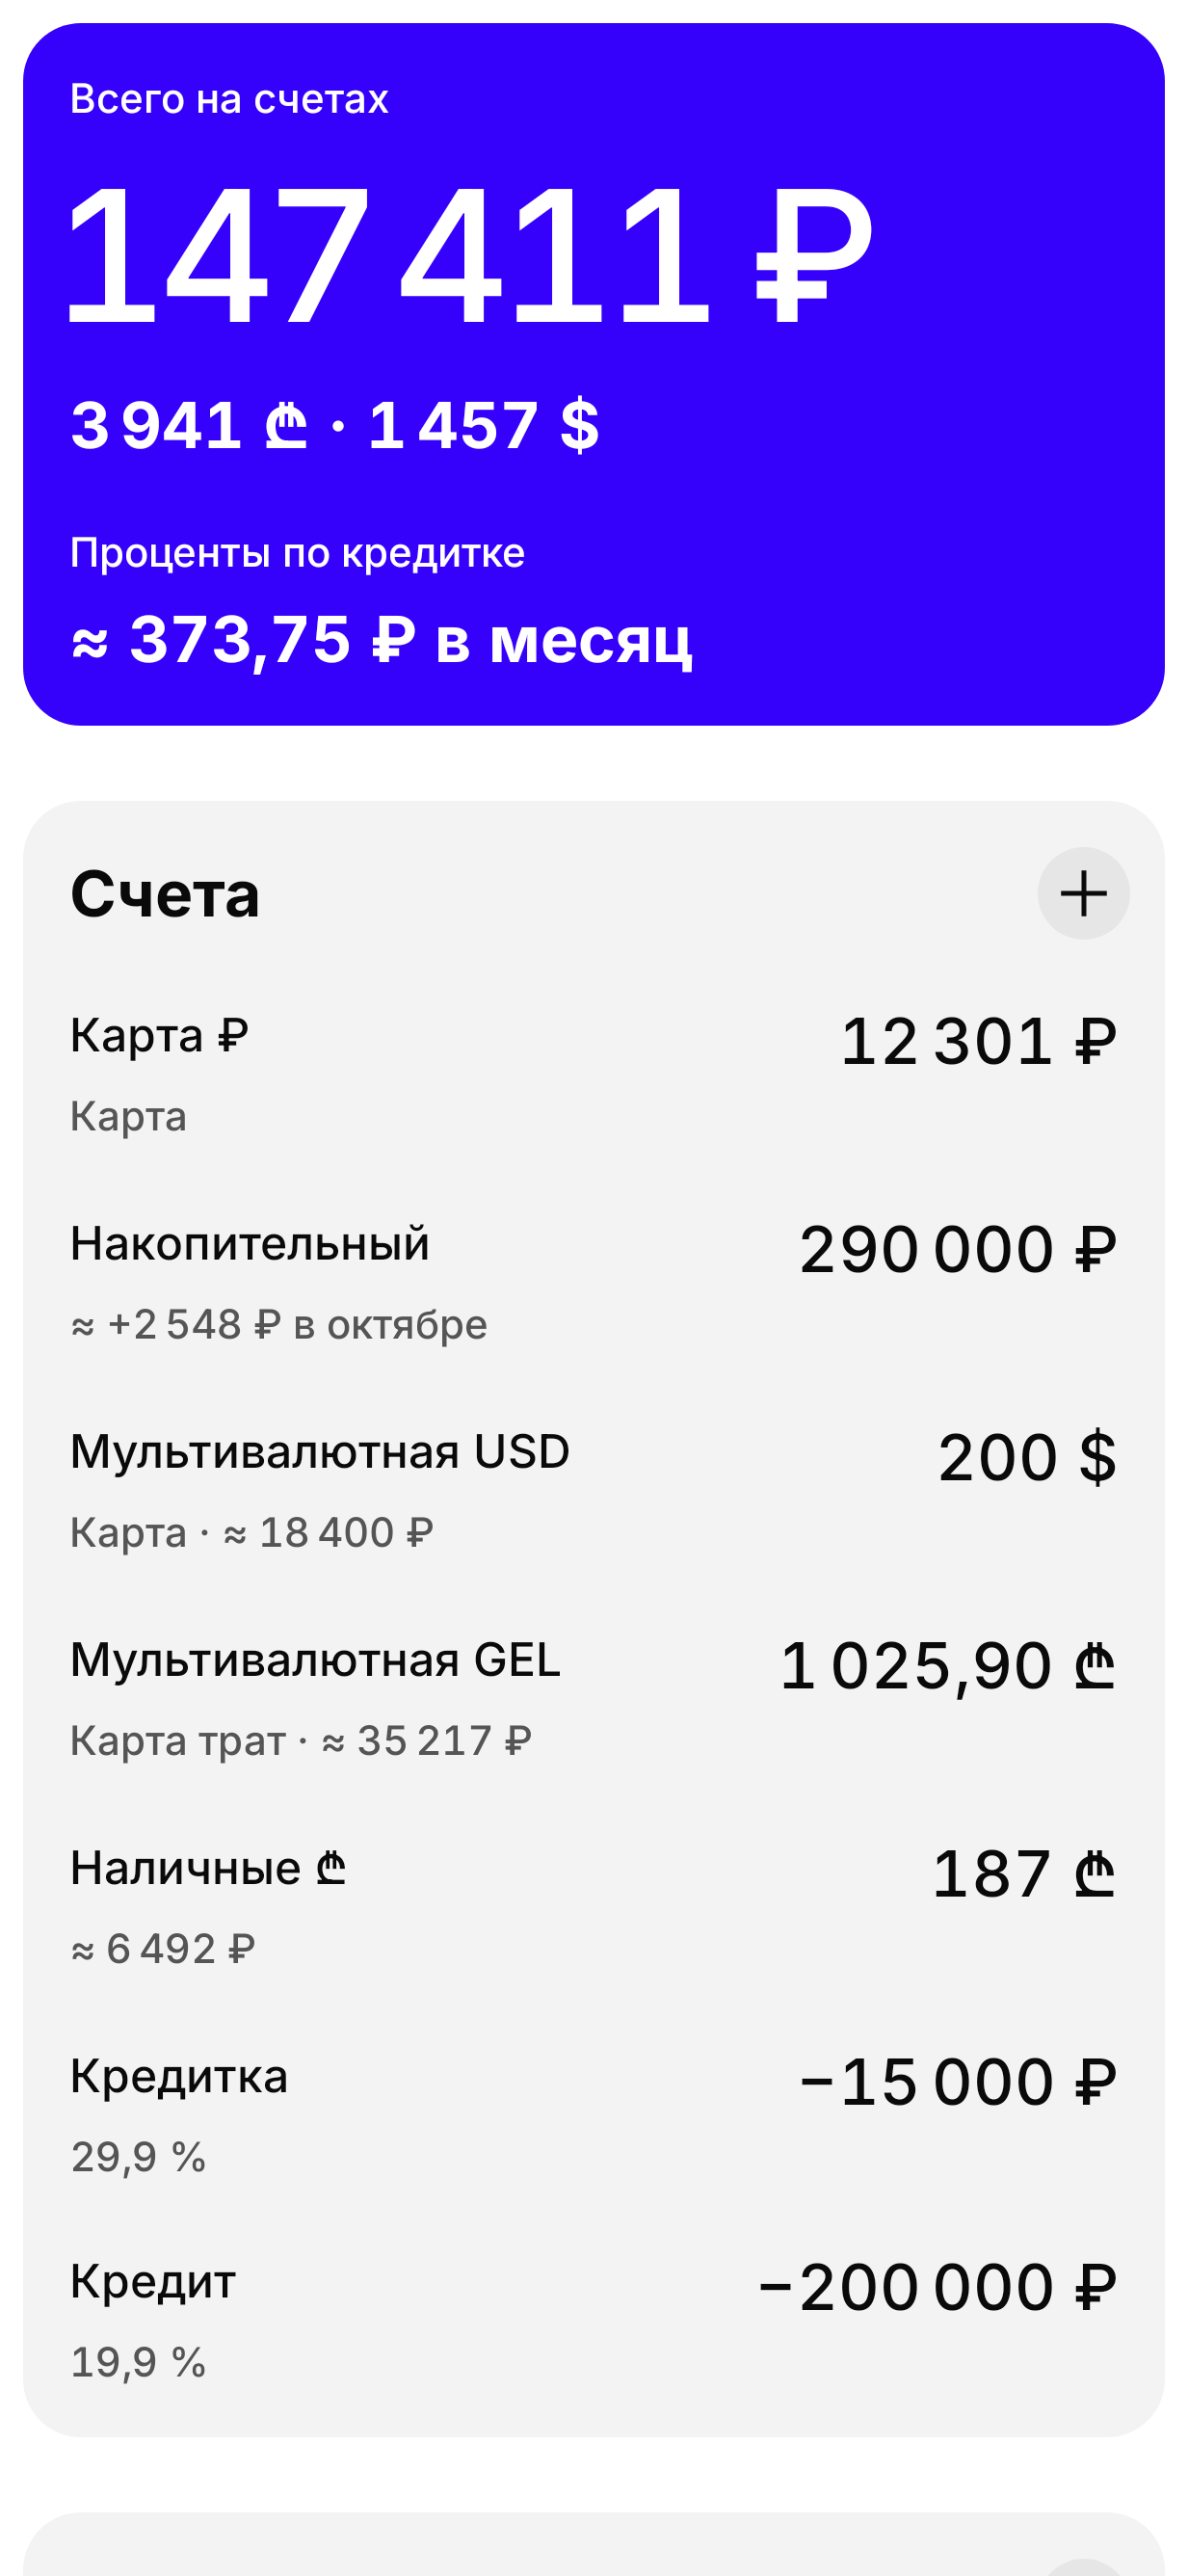 Всего на счетах
147 411 ₽
3 941 ₾ · 1 457 $
Проценты по кредитке
≈ 373,75 ₽ в месяц
Счета
Карта ₽
12 301 ₽
Карта
Накопительный
290 000 ₽
≈ +2 548 ₽ в октябре
Мультивалютная USD
200 $
Карта · ≈ 18 400 ₽
Мультивалютная GEL
1 025,90 ₾
Карта трат · ≈ 35 217 ₽
Наличные ₾
187 ₾
≈ 6 492 ₽
Кредитка
−15 000 ₽
29,9 %
Кредит
−200 000 ₽
19,9 %